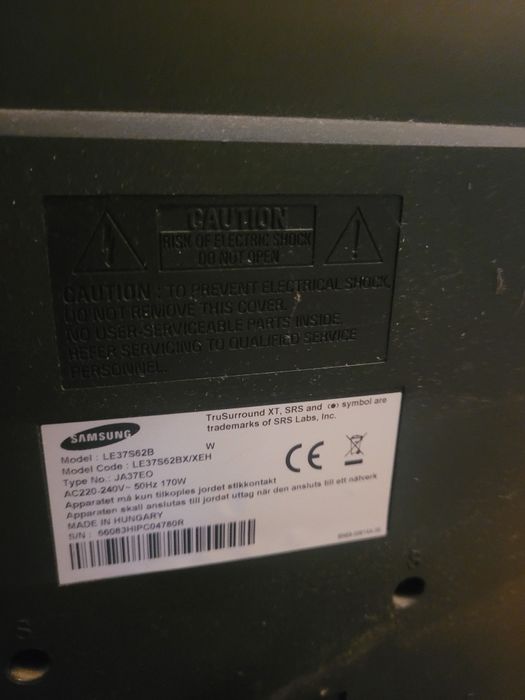 CAUTION
RISK OF ELECTRIC SHOCK
DO NOT OPEN
CAUTION : TO PREVENT ELECTRICAL SHOCK,
DO NOT REMOVE THIS COVER.
NO USER-SERVICEABLE PARTS INSIDE.
REFER SERVICING TO QUALIFIED SERVICE
PERSONNEL.
SAMSUNG
TruSurround XT, SRS and (●) symbol are
trademarks of SRS Labs, Inc.
Model : LE37S62B W
Model Code : LE37S62BX/XEH
Type No.: JA37EO
AC220-240V~ 50Hz 170W
CE
Apparatet må kun tilkoples jordet stikkontakt
Apparaten skall anslutas till jordat uttag när den ansluts till ett nätverk
MADE IN HUNGARY
S/N : 66083HIPC04780R